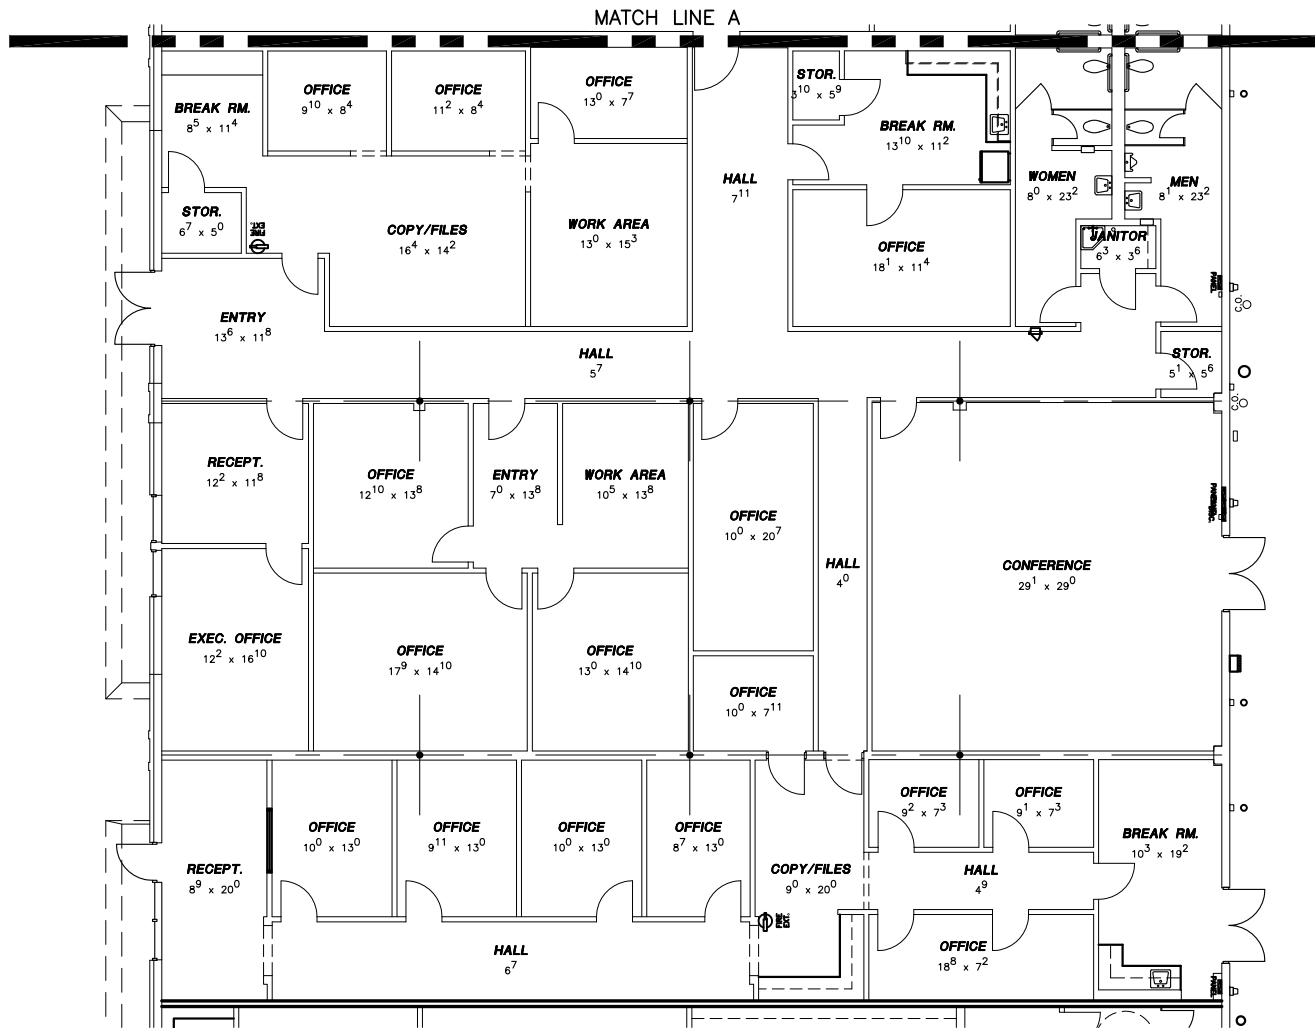 MATCH LINE A
OFFICE
9¹⁰ x 8⁴
OFFICE
11² x 8⁴
OFFICE
13⁰ x 7⁷
STOR.
3¹⁰ x 5⁹
BREAK RM.
8⁵ x 11⁴
BREAK RM.
13¹⁰ x 11²
HALL
7¹¹
WOMEN
8⁰ x 23²
MEN
8¹ x 23²
STOR.
6⁷ x 5⁰
FIRE
EXT.
COPY/FILES
16⁴ x 14²
WORK AREA
13⁰ x 15³
OFFICE
18¹ x 11⁴
JANITOR
6³ x 3⁶
PANEL
C.O.
ENTRY
13⁶ x 11⁸
HALL
5⁷
STOR.
5¹ x 5⁶
C.O.
RECEPT.
12² x 11⁸
OFFICE
12¹⁰ x 13⁸
ENTRY
7⁰ x 13⁸
WORK AREA
10⁵ x 13⁸
OFFICE
10⁰ x 20⁷
HALL
4⁰
CONFERENCE
29¹ x 29⁰
EXEC. OFFICE
12² x 16¹⁰
OFFICE
17⁹ x 14¹⁰
OFFICE
13⁰ x 14¹⁰
OFFICE
10⁰ x 7¹¹
OFFICE
9² x 7³
OFFICE
9¹ x 7³
OFFICE
10⁰ x 13⁰
OFFICE
9¹¹ x 13⁰
OFFICE
10⁰ x 13⁰
OFFICE
8⁷ x 13⁰
BREAK RM.
10³ x 19²
RECEPT.
8⁹ x 20⁰
COPY/FILES
9⁰ x 20⁰
HALL
4⁹
FIRE
EXT.
HALL
6⁷
OFFICE
18⁸ x 7²
PANEL